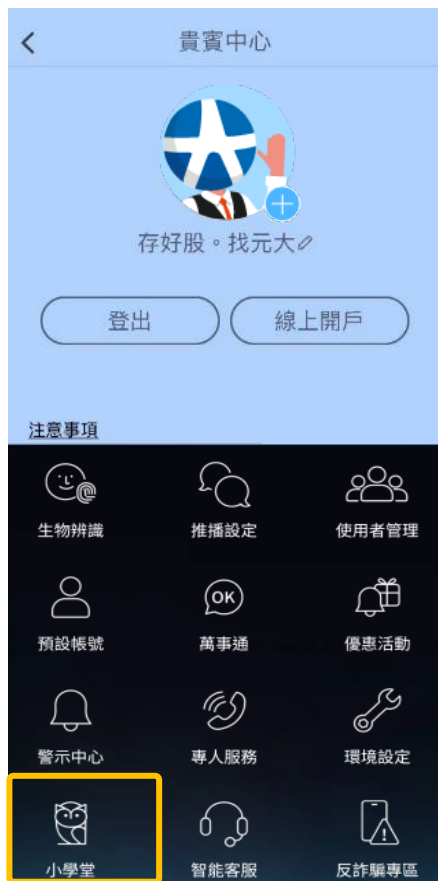 貴賓中心
存好股。找元大
登出
線上開戶
注意事項
生物辨識
推播設定
使用者管理
預設帳號
OK
萬事通
優惠活動
警示中心
專人服務
環境設定
小學堂
智能客服
反詐騙專區